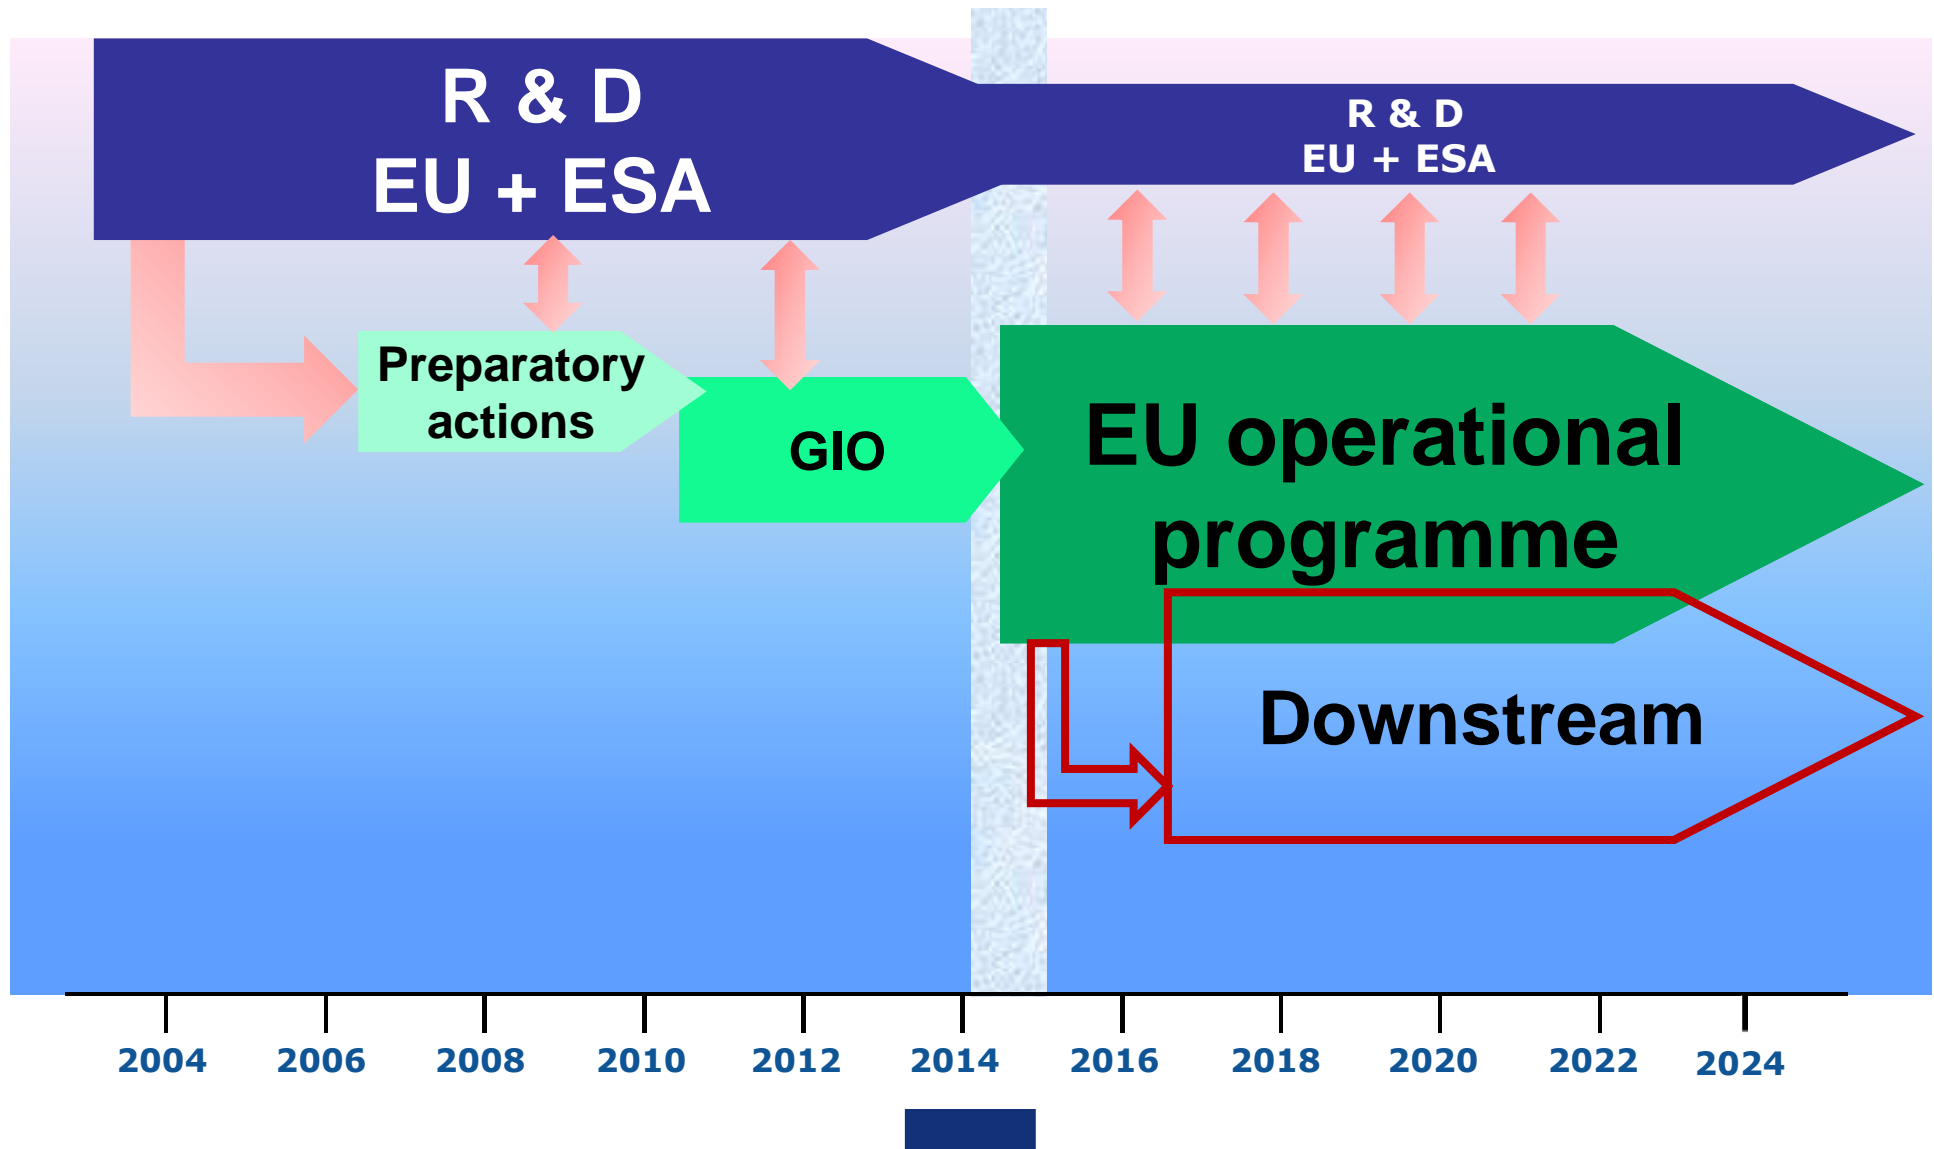 R & D
EU + ESA
R & D
EU + ESA
Preparatory
actions
GIO
EU operational
programme
Downstream
2004 2006 2008 2010 2012 2014 2016 2018 2020 2022 2024